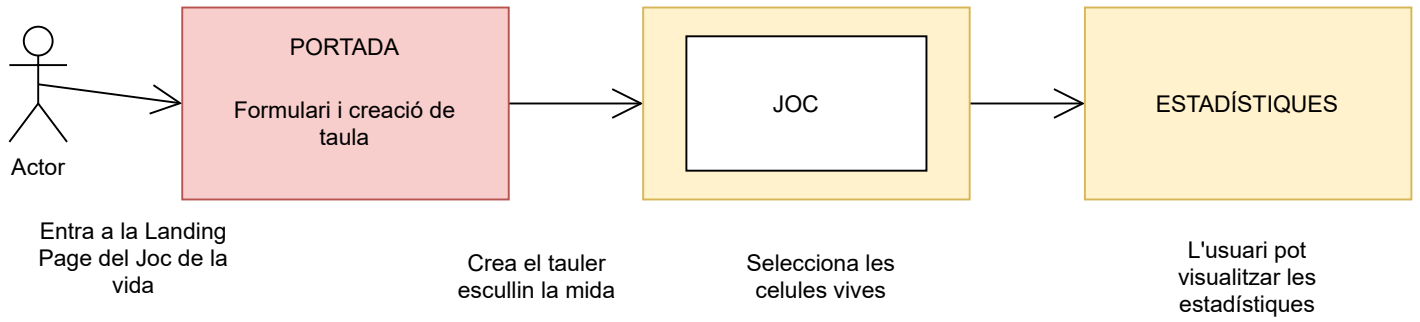 Actor
PORTADA
Formulari i creació de
taula
JOC
ESTADÍSTIQUES
Entra a la Landing
Page del Joc de la
vida
Crea el tauler
escullin la mida
Selecciona les
celules vives
L'usuari pot
visualitzar les
estadístiques